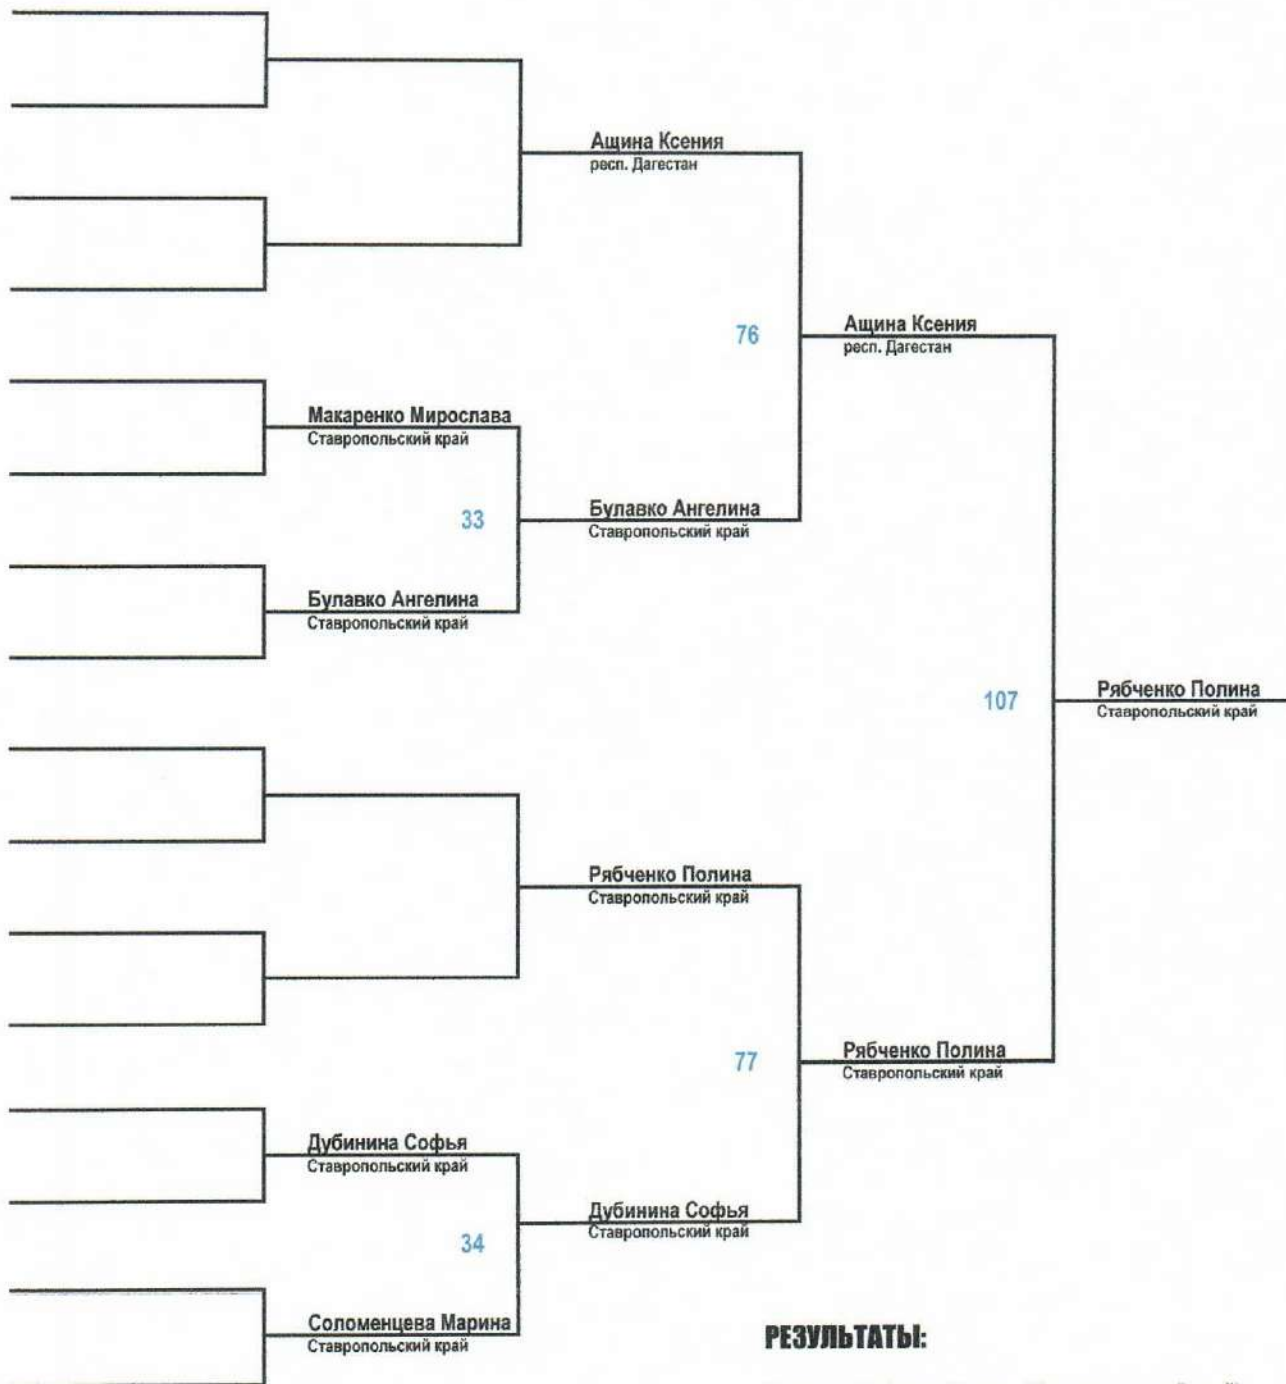 Ащина Ксения
респ. Дагестан
76
Ащина Ксения
респ. Дагестан
Макаренко Мирослава
Ставропольский край
33
Булавко Ангелина
Ставропольский край
Булавко Ангелина
Ставропольский край
107
Рябченко Полина
Ставропольский край
Рябченко Полина
Ставропольский край
77
Рябченко Полина
Ставропольский край
Дубинина Софья
Ставропольский край
34
Дубинина Софья
Ставропольский край
Соломенцева Марина
Ставропольский край
РЕЗУЛЬТАТЫ: